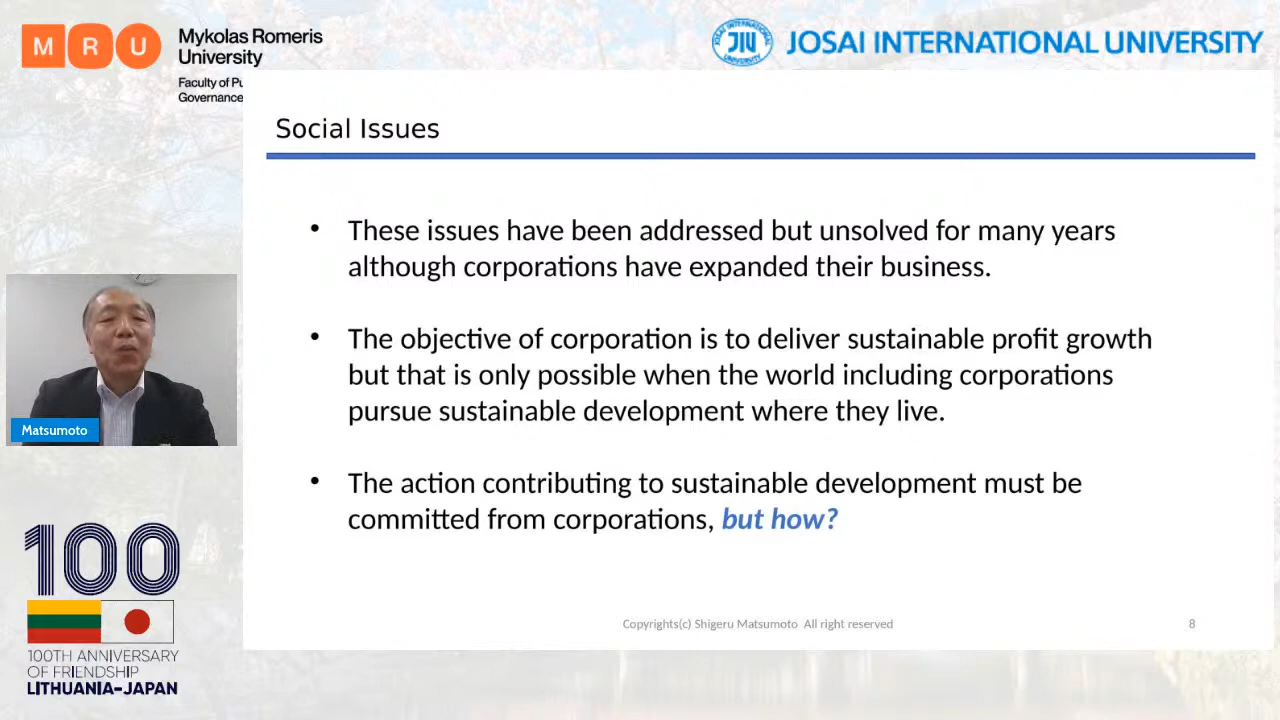 MRU
Mykolas Romeris
University
Faculty of Pu
Governance
JIU
JOSAI INTERNATIONAL UNIVERSITY
Social Issues
• These issues have been addressed but unsolved for many years
although corporations have expanded their business.
• The objective of corporation is to deliver sustainable profit growth
but that is only possible when the world including corporations
pursue sustainable development where they live.
• The action contributing to sustainable development must be
committed from corporations, but how?
Matsumoto
100
100TH ANNIVERSARY
OF FRIENDSHIP
LITHUANIA–JAPAN
Copyrights(c) Shigeru Matsumoto All right reserved
8